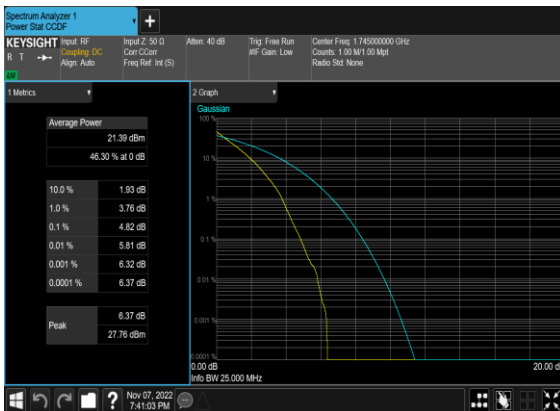 Spectrum Analyzer 1
Power Stat CCDF
KEYSIGHT
R T
LV
Input: RF
Coupling: DC
Align: Auto
Input Z: 50 Ω
Corr CCorr
Freq Ref: Int (S)
Atten: 40 dB
Trig: Free Run
#IF Gain: Low
Center Freq: 1.745000000 GHz
Counts: 1.00 M/1.00 Mpt
Radio Std: None
1 Metrics
Average Power
21.39 dBm
46.30 % at 0 dB
10.0 % 1.93 dB
1.0 % 3.76 dB
0.1 % 4.82 dB
0.01 % 5.81 dB
0.001 % 6.32 dB
0.0001 % 6.37 dB
Peak
6.37 dB
27.76 dBm
2 Graph
Gaussian
100 %
10 %
1 %
0.1 %
0.01 %
0.001 %
0.0001 %
0.00 dB
20.00 d
Info BW 25.000 MHz
Nov 07, 2022
7:41:03 PM